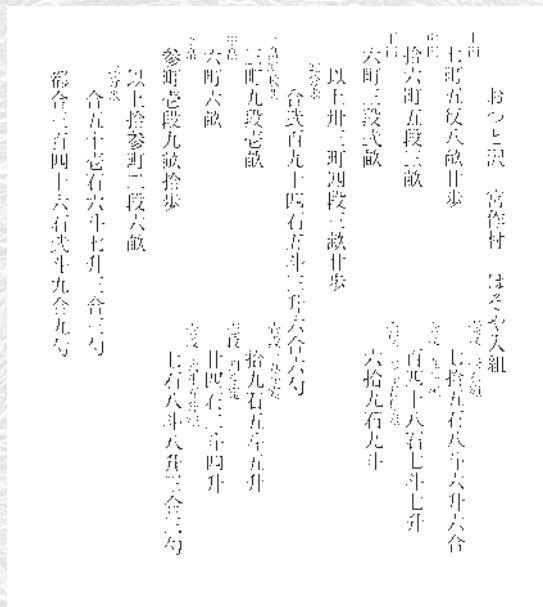 おつと沢　宮作村　はそや人組
上田
七町五反八畝廿歩　七拾五石八斗六升六合
中田
拾六町五段三畝　百四十八石七斗七升
下田
九町三段弐畝　六拾九石九斗
以上卅三町四段三畝廿歩
合弐百九十四石五斗三升六合六勺
三町九段壱畝　拾九石五斗五升
中畠
六町六畝　廿四石二斗四升
下畠
参町壱段九畝拾歩　七石八斗八升三合三勺
以上拾参町二段六畝
合五十壱石六斗七升三合三勺
都合三百四十六石弐斗九合九勺